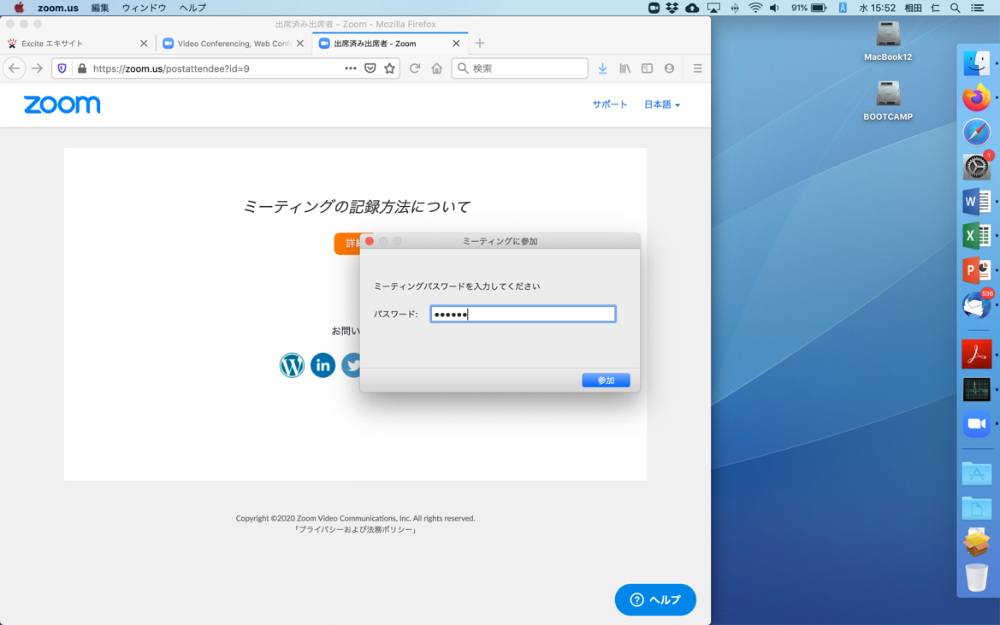 zoom.us 編集 ウィンドウ ヘルプ 91% A 水 15:52 相田 仁
出席済み出席者 - Zoom – Mozilla Firefox
Excite エキサイト
Video Conferencing, Web Conf
出席済み出席者 - Zoom
https://zoom.us/postattendee?id=9
検索
zoom
サポート 日本語
ミーティングの記録方法について
詳細
お問い
in
ミーティングに参加
ミーティングパスワードを入力してください
パスワード: ••••••
参加
Copyright ©2020 Zoom Video Communications, Inc. All rights reserved.
「プライバシーおよび法務ポリシー」
? ヘルプ
MacBook12
BOOTCAMP
1
W
X
P
536